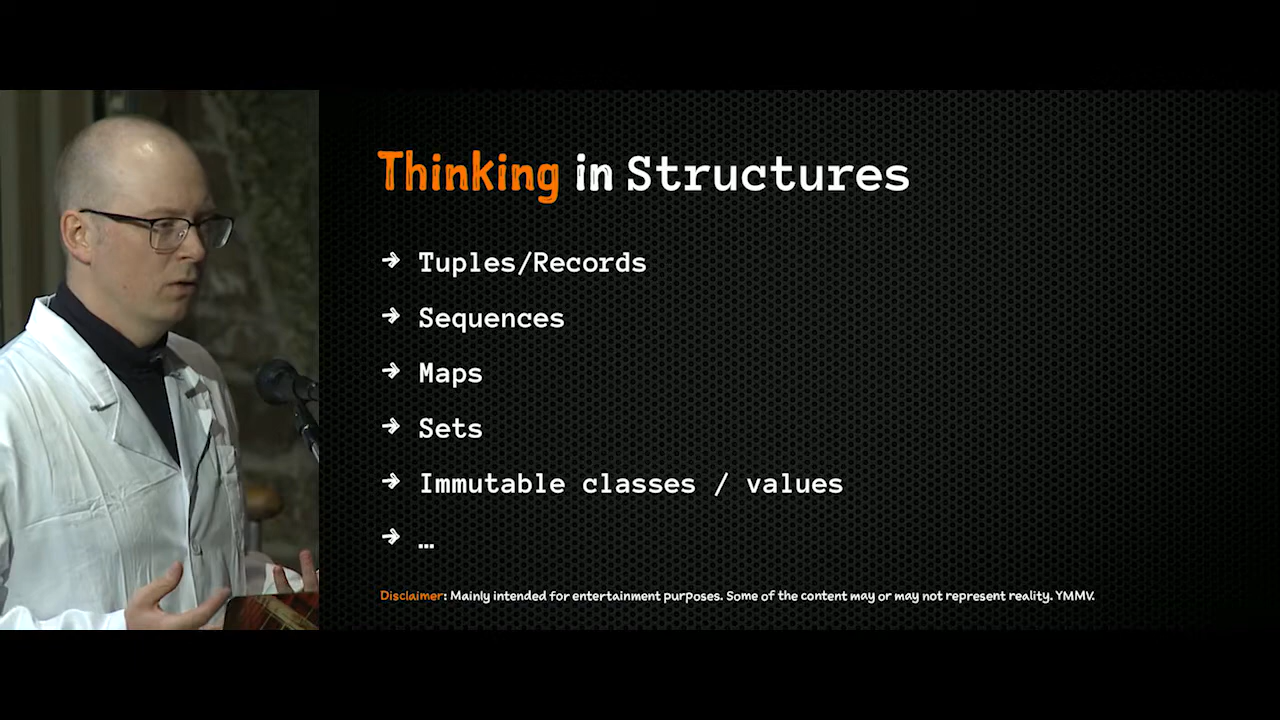 Thinking in Structures
→ Tuples/Records
→ Sequences
→ Maps
→ Sets
→ Immutable classes / values
→ …
Disclaimer: Mainly intended for entertainment purposes. Some of the content may or may not represent reality. YMMV.